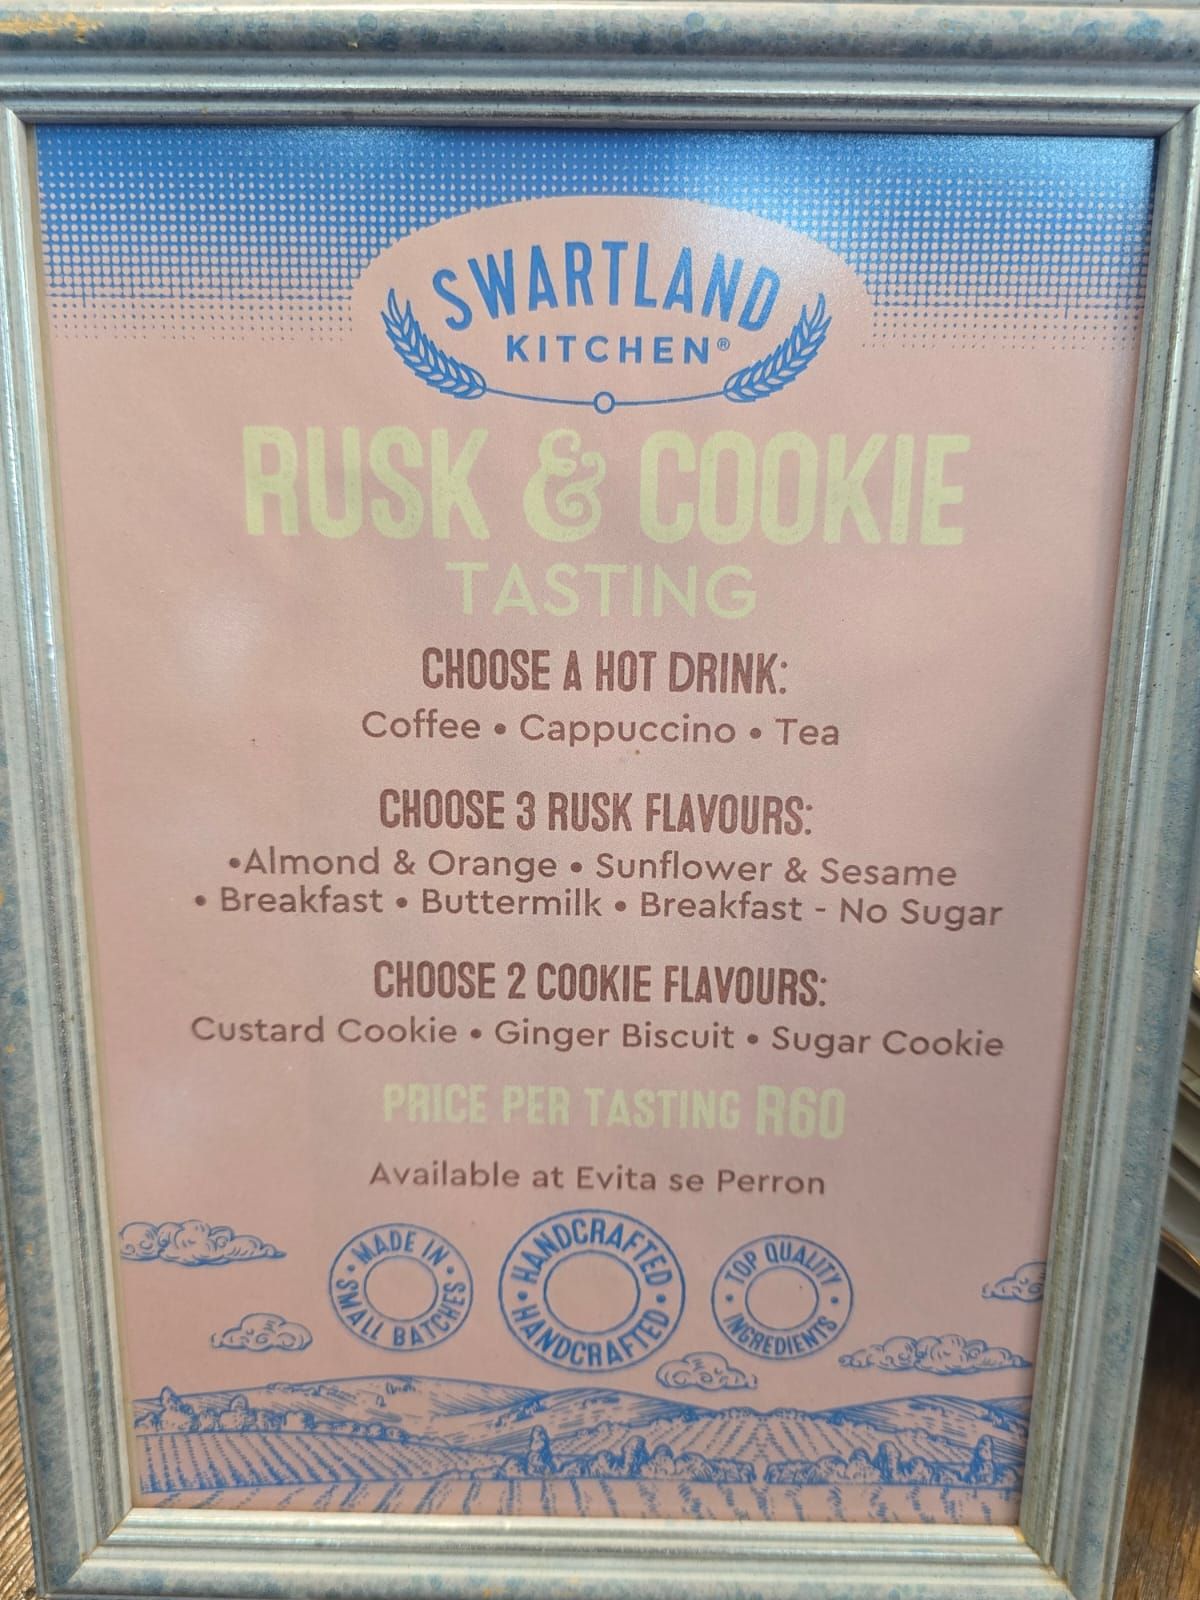 SWARTLAND
KITCHEN®
RUSK & COOKIE
TASTING
CHOOSE A HOT DRINK:
Coffee • Cappuccino • Tea
CHOOSE 3 RUSK FLAVOURS:
•Almond & Orange • Sunflower & Sesame
• Breakfast • Buttermilk • Breakfast - No Sugar
CHOOSE 2 COOKIE FLAVOURS:
Custard Cookie • Ginger Biscuit • Sugar Cookie
PRICE PER TASTING R60
Available at Evita se Perron
• MADE IN • SMALL BATCHES
HANDCRAFTED • HANDCRAFTED •
TOP QUALITY • INGREDIENTS •